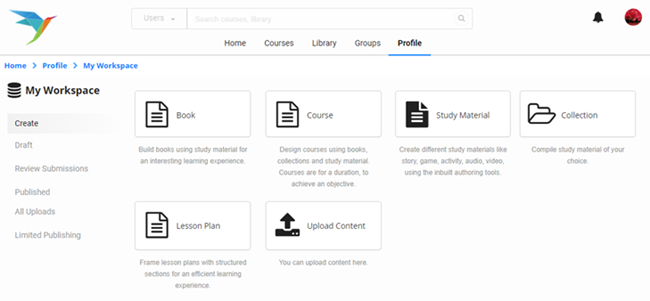 Users
Search courses, library
Home
Courses
Library
Groups
Profile
Home > Profile > My Workspace
My Workspace
Create
Draft
Review Submissions
Published
All Uploads
Limited Publishing
Book
Build books using study material for
an interesting learning experience.
Course
Design courses using books,
collections and study material.
Courses are for a duration, to
achieve an objective.
Study Material
Create different study materials like
story, game, activity, audio, video,
using the inbuilt authoring tools.
Collection
Compile study material of your
choice.
Lesson Plan
Frame lesson plans with structured
sections for an efficient learning
experience.
Upload Content
You can upload content here.